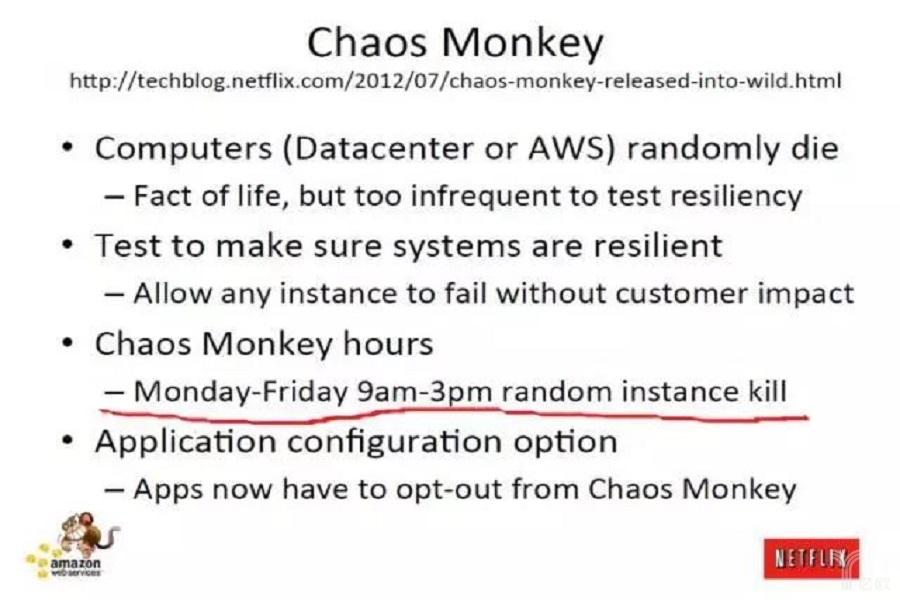 Chaos Monkey
http://techblog.netflix.com/2012/07/chaos-monkey-released-into-wild.html
• Computers (Datacenter or AWS) randomly die
– Fact of life, but too infrequent to test resiliency
• Test to make sure systems are resilient
– Allow any instance to fail without customer impact
• Chaos Monkey hours
– Monday-Friday 9am-3pm random instance kill
• Application configuration option
– Apps now have to opt-out from Chaos Monkey
amazon
webservices
NETFLIX